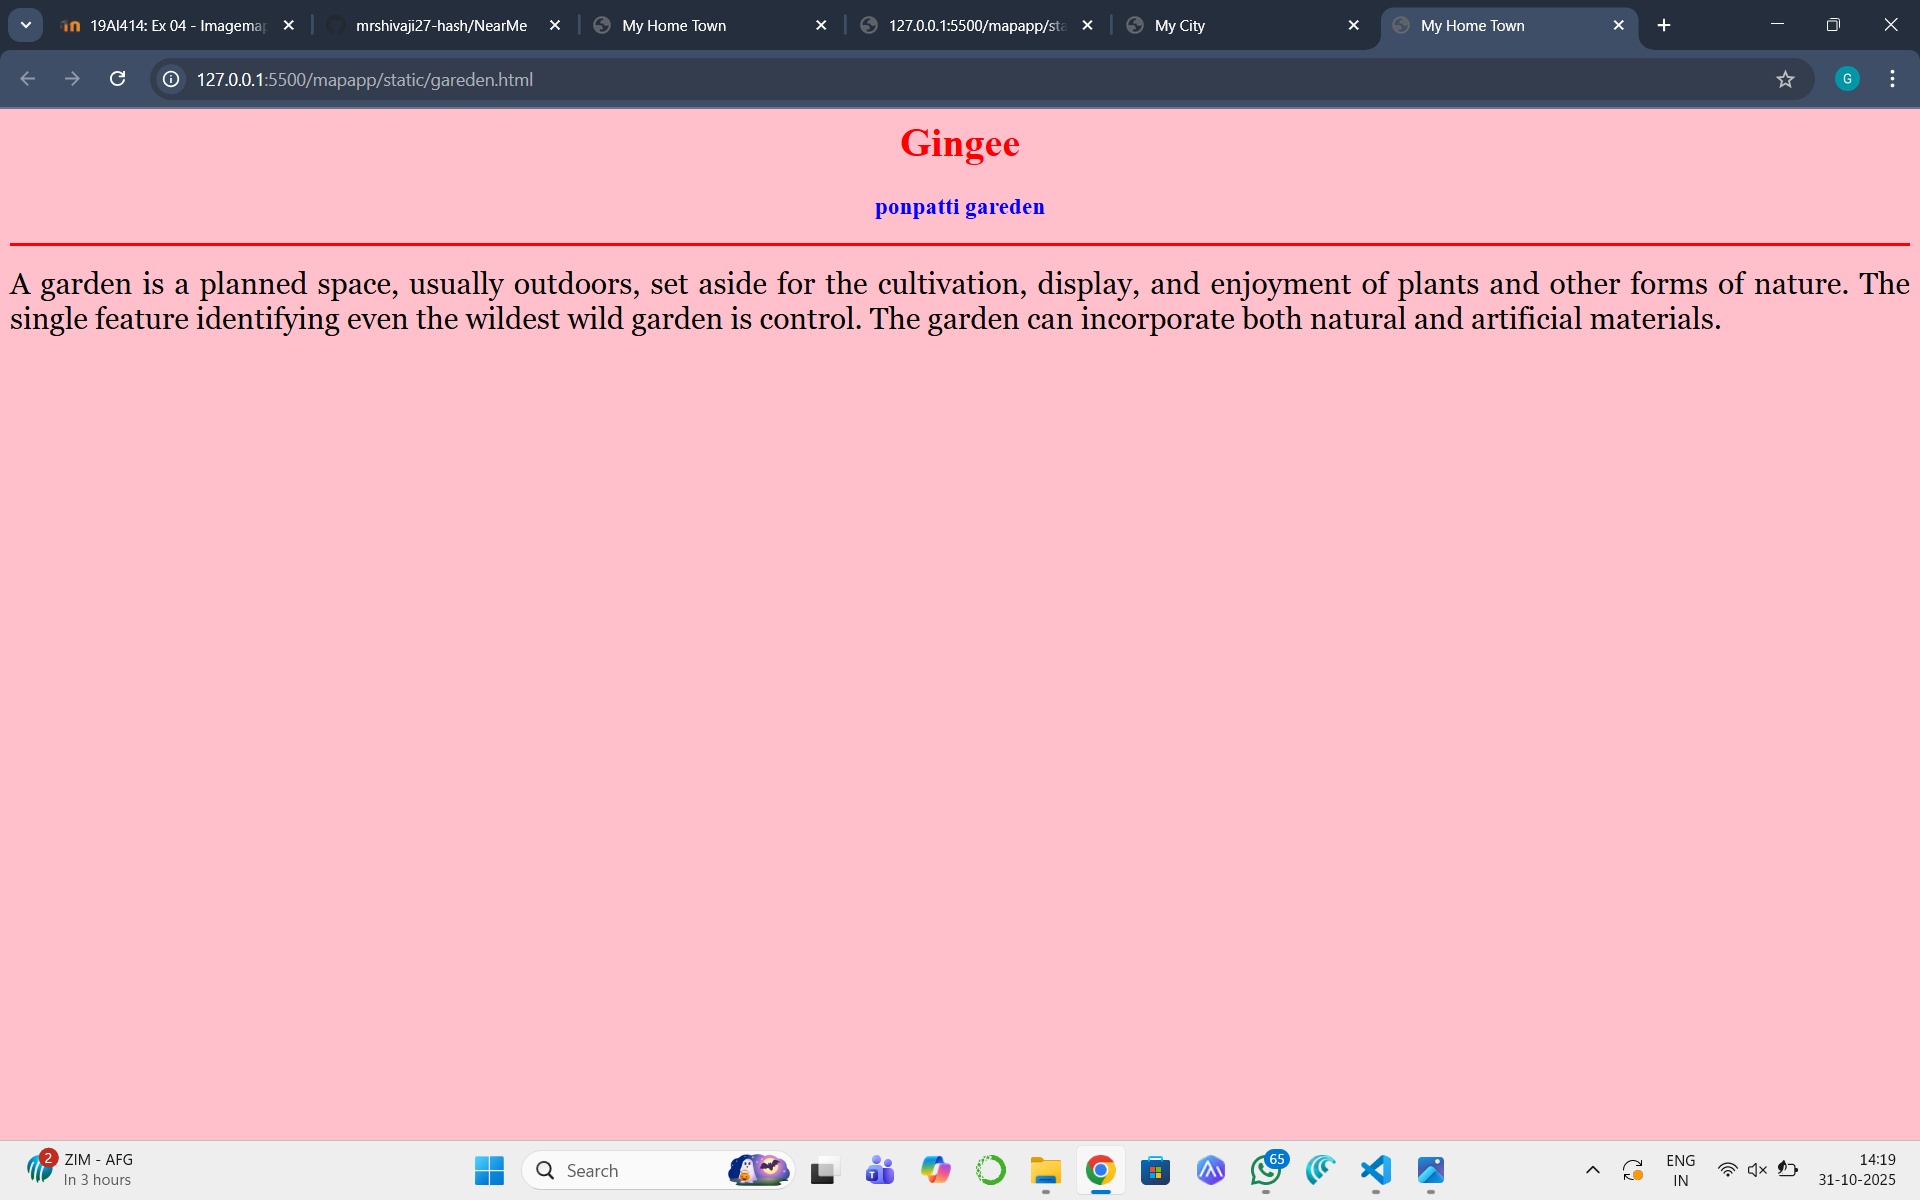 19AI414: Ex 04 - Imagemap
mrshivaji27-hash/NearMe
My Home Town
127.0.0.1:5500/mapapp/sta
My City
My Home Town
127.0.0.1:5500/mapapp/static/gareden.html
G
Gingee
ponpatti gareden
A garden is a planned space, usually outdoors, set aside for the cultivation, display, and enjoyment of plants and other forms of nature. The
single feature identifying even the wildest wild garden is control. The garden can incorporate both natural and artificial materials.
2
ZIM - AFG
In 3 hours
Search
65
ENG
IN
14:19
31-10-2025